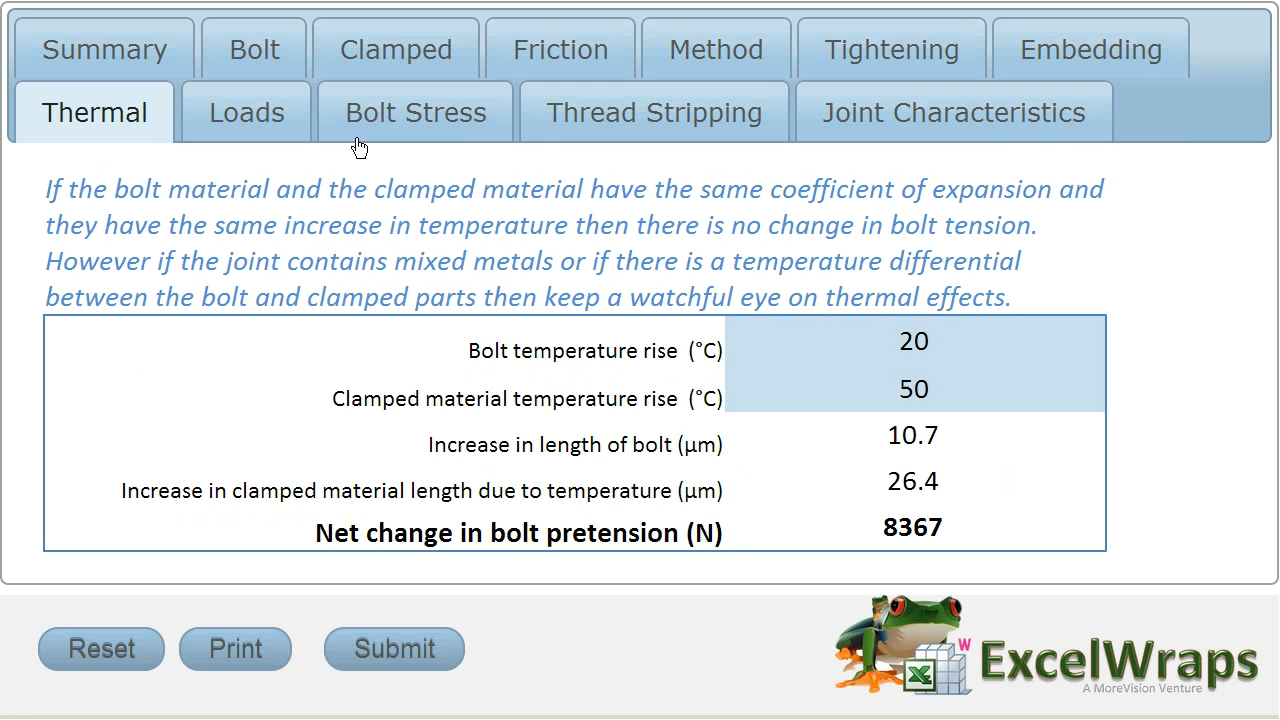 Summary Bolt Clamped Friction Method Tightening Embedding
Thermal Loads Bolt Stress Thread Stripping Joint Characteristics
If the bolt material and the clamped material have the same coefficient of expansion and
they have the same increase in temperature then there is no change in bolt tension.
However if the joint contains mixed metals or if there is a temperature differential
between the bolt and clamped parts then keep a watchful eye on thermal effects.
Bolt temperature rise (°C) 20
Clamped material temperature rise (°C) 50
Increase in length of bolt (µm) 10.7
Increase in clamped material length due to temperature (µm) 26.4
Net change in bolt pretension (N) 8367
Reset Print Submit
W
X
ExcelWraps
A MoreVision Venture